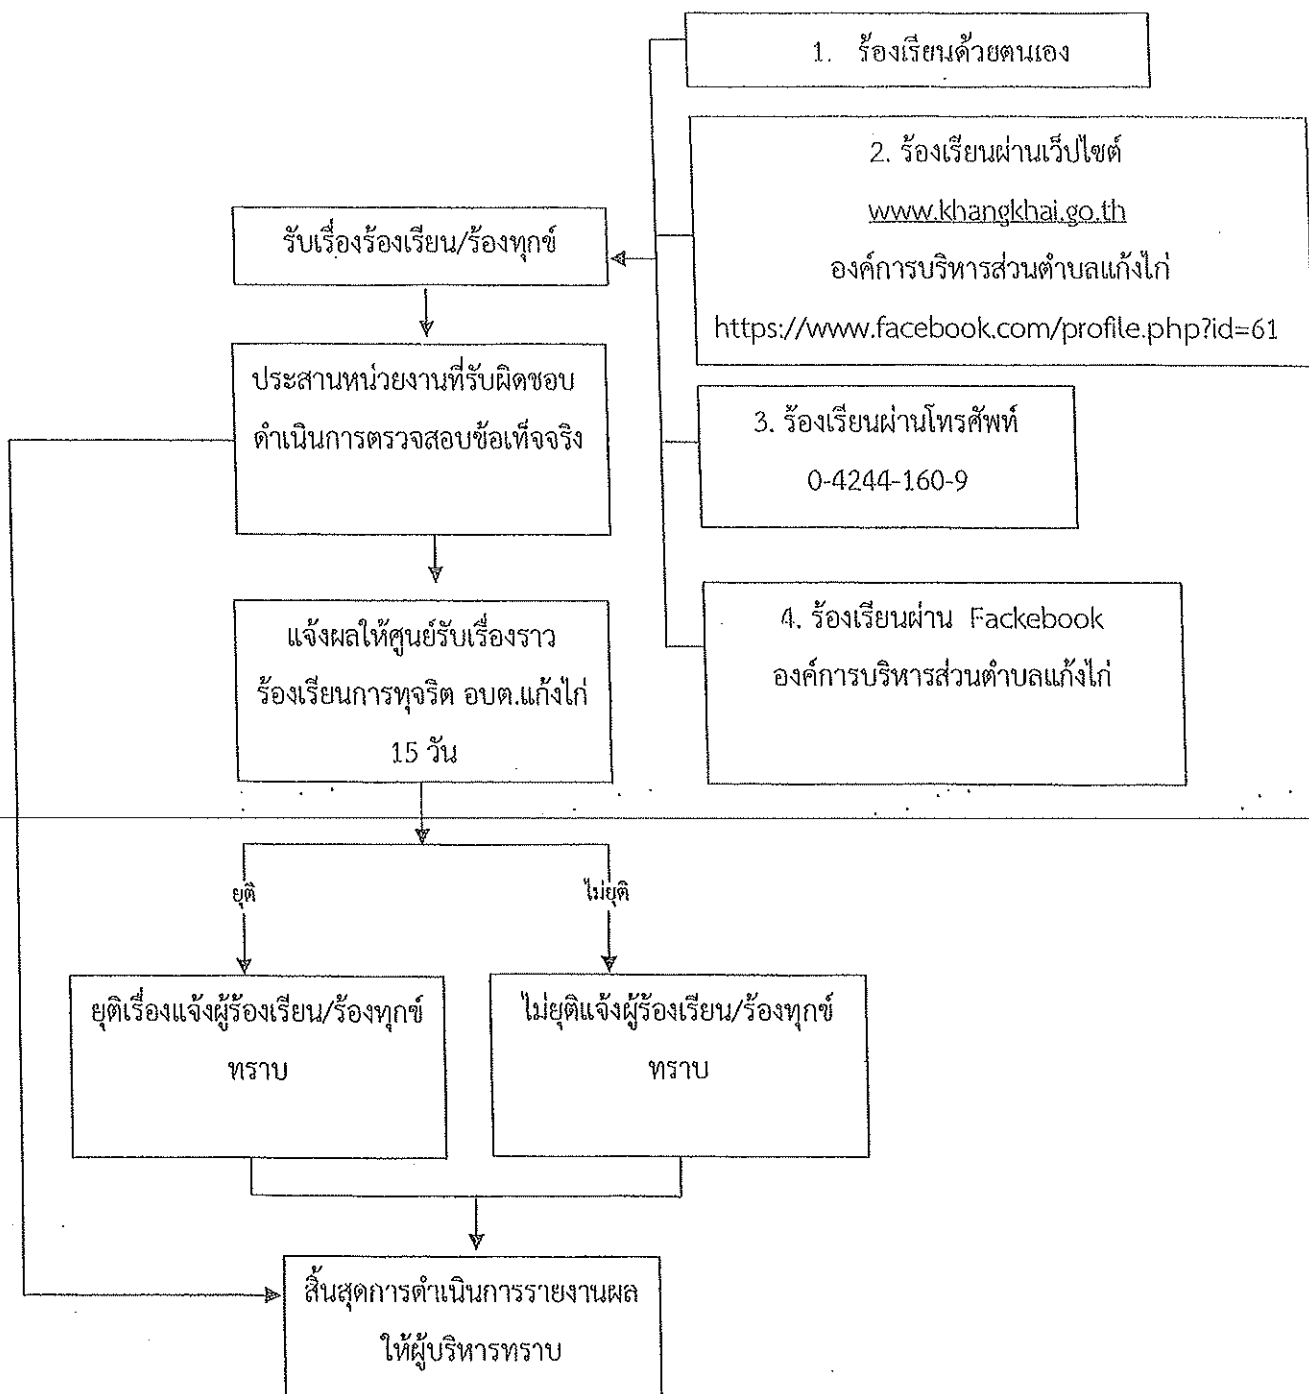 1. ร้องเรียนด้วยตนเอง
2. ร้องเรียนผ่านเว็ปไซต์
www.khangkhai.go.th
องค์การบริหารส่วนตำบลแก้งไก่
https://www.facebook.com/profile.php?id=61
3. ร้องเรียนผ่านโทรศัพท์
0-4244-160-9
4. ร้องเรียนผ่าน Fackebook
องค์การบริหารส่วนตำบลแก้งไก่
รับเรื่องร้องเรียน/ร้องทุกข์
ประสานหน่วยงานที่รับผิดชอบ
ดำเนินการตรวจสอบข้อเท็จจริง
แจ้งผลให้ศูนย์รับเรื่องราว
ร้องเรียนการทุจริต อบต.แก้งไก่
15 วัน
ยุติ
ไม่ยุติ
ยุติเรื่องแจ้งผู้ร้องเรียน/ร้องทุกข์
ทราบ
ไม่ยุติแจ้งผู้ร้องเรียน/ร้องทุกข์
ทราบ
สิ้นสุดการดำเนินการรายงานผล
ให้ผู้บริหารทราบ